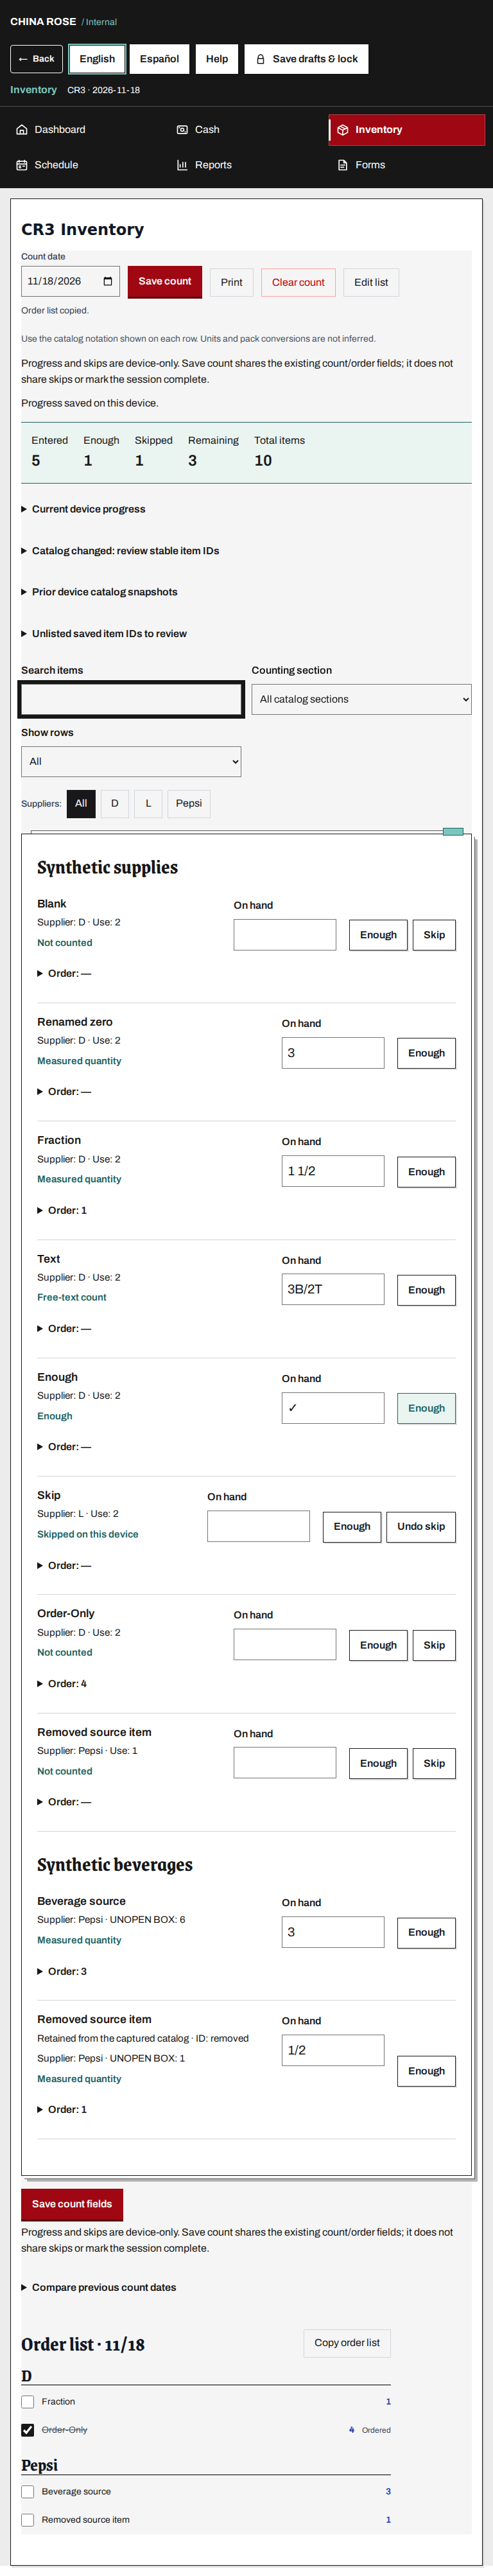 CHINA ROSE / Internal
← Back English Español Help Save drafts & lock
Inventory CR3 · 2026-11-18
Dashboard Cash Inventory
Schedule Reports Forms
CR3 Inventory
Count date
11/18/2026 Save count Print Clear count Edit list
Order list copied.
Use the catalog notation shown on each row. Units and pack conversions are not inferred.
Progress and skips are device-only. Save count shares the existing count/order fields; it does not
share skips or mark the session complete.
Progress saved on this device.
Entered Enough Skipped Remaining Total items
5 1 1 3 10
▶ Current device progress
▶ Catalog changed: review stable item IDs
▶ Prior device catalog snapshots
▶ Unlisted saved item IDs to review
Search items Counting section
All catalog sections
Show rows
All
Suppliers: All D L Pepsi
Synthetic supplies
Blank On hand
Supplier: D · Use: 2
Not counted Enough Skip
▶ Order: —
Renamed zero On hand
Supplier: D · Use: 2
Measured quantity 3 Enough
▶ Order: —
Fraction On hand
Supplier: D · Use: 2
Measured quantity 1 1/2 Enough
▶ Order: 1
Text On hand
Supplier: D · Use: 2
Free-text count 3B/2T Enough
▶ Order: —
Enough On hand
Supplier: D · Use: 2
Enough ✓ Enough
▶ Order: —
Skip On hand
Supplier: L · Use: 2
Skipped on this device Enough Undo skip
▶ Order: —
Order-Only On hand
Supplier: D · Use: 2
Not counted Enough Skip
▶ Order: 4
Removed source item On hand
Supplier: Pepsi · Use: 1
Not counted Enough Skip
▶ Order: —
Synthetic beverages
Beverage source On hand
Supplier: Pepsi · UNOPEN BOX: 6
Measured quantity 3 Enough
▶ Order: 3
Removed source item On hand
Retained from the captured catalog · ID: removed 1/2
Supplier: Pepsi · UNOPEN BOX: 1
Measured quantity Enough
▶ Order: 1
Save count fields
Progress and skips are device-only. Save count shares the existing count/order fields; it does not
share skips or mark the session complete.
▶ Compare previous count dates
Order list · 11/18 Copy order list
D
Fraction 1
Order-Only 4 Ordered
Pepsi
Beverage source 3
Removed source item 1